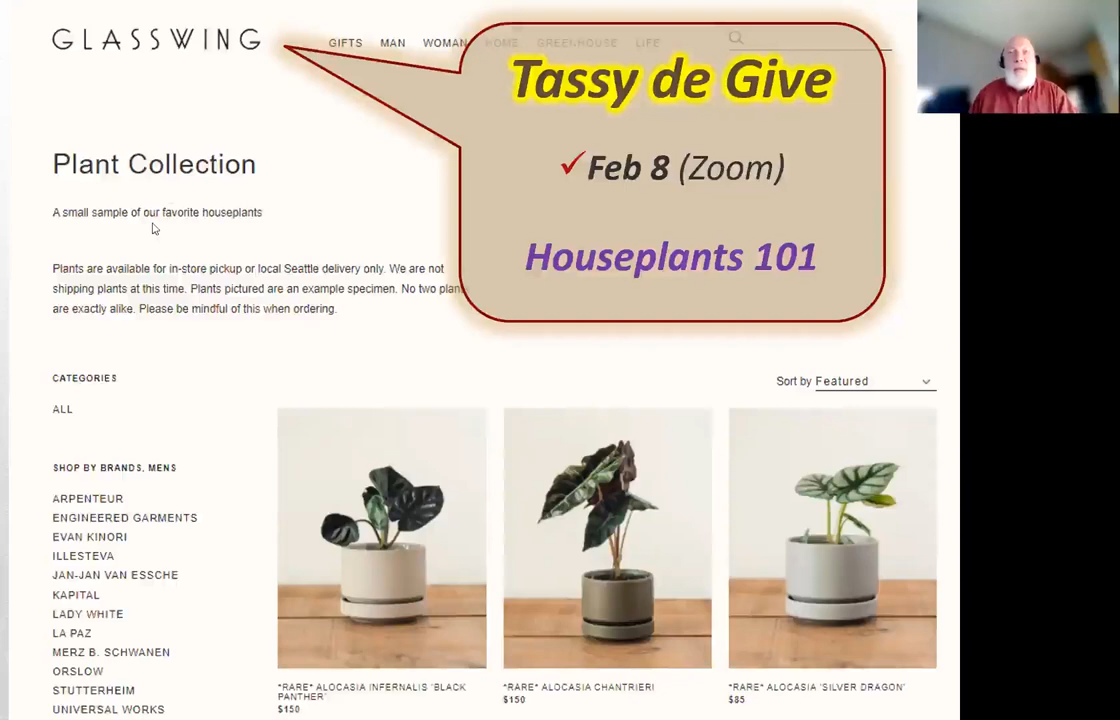 GLASSWING
GIFTS MAN WOMAN HOME GREENHOUSE LIFE
Tassy de Give
✓Feb 8 (Zoom)
Houseplants 101
Plant Collection
A small sample of our favorite houseplants
Plants are available for in-store pickup or local Seattle delivery only. We are not
shipping plants at this time. Plants pictured are an example specimen. No two plants
are exactly alike. Please be mindful of this when ordering.
CATEGORIES
ALL
SHOP BY BRANDS, MENS
ARPENTEUR
ENGINEERED GARMENTS
EVAN KINORI
ILLESTEVA
JAN-JAN VAN ESSCHE
KAPITAL
LADY WHITE
LA PAZ
MERZ B. SCHWANEN
ORSLOW
STUTTERHEIM
UNIVERSAL WORKS
Sort by Featured
*RARE* ALOCASIA INFERNALIS 'BLACK
PANTHER'
$150
*RARE* ALOCASIA CHANTRIERI
$150
*RARE* ALOCASIA 'SILVER DRAGON'
$85